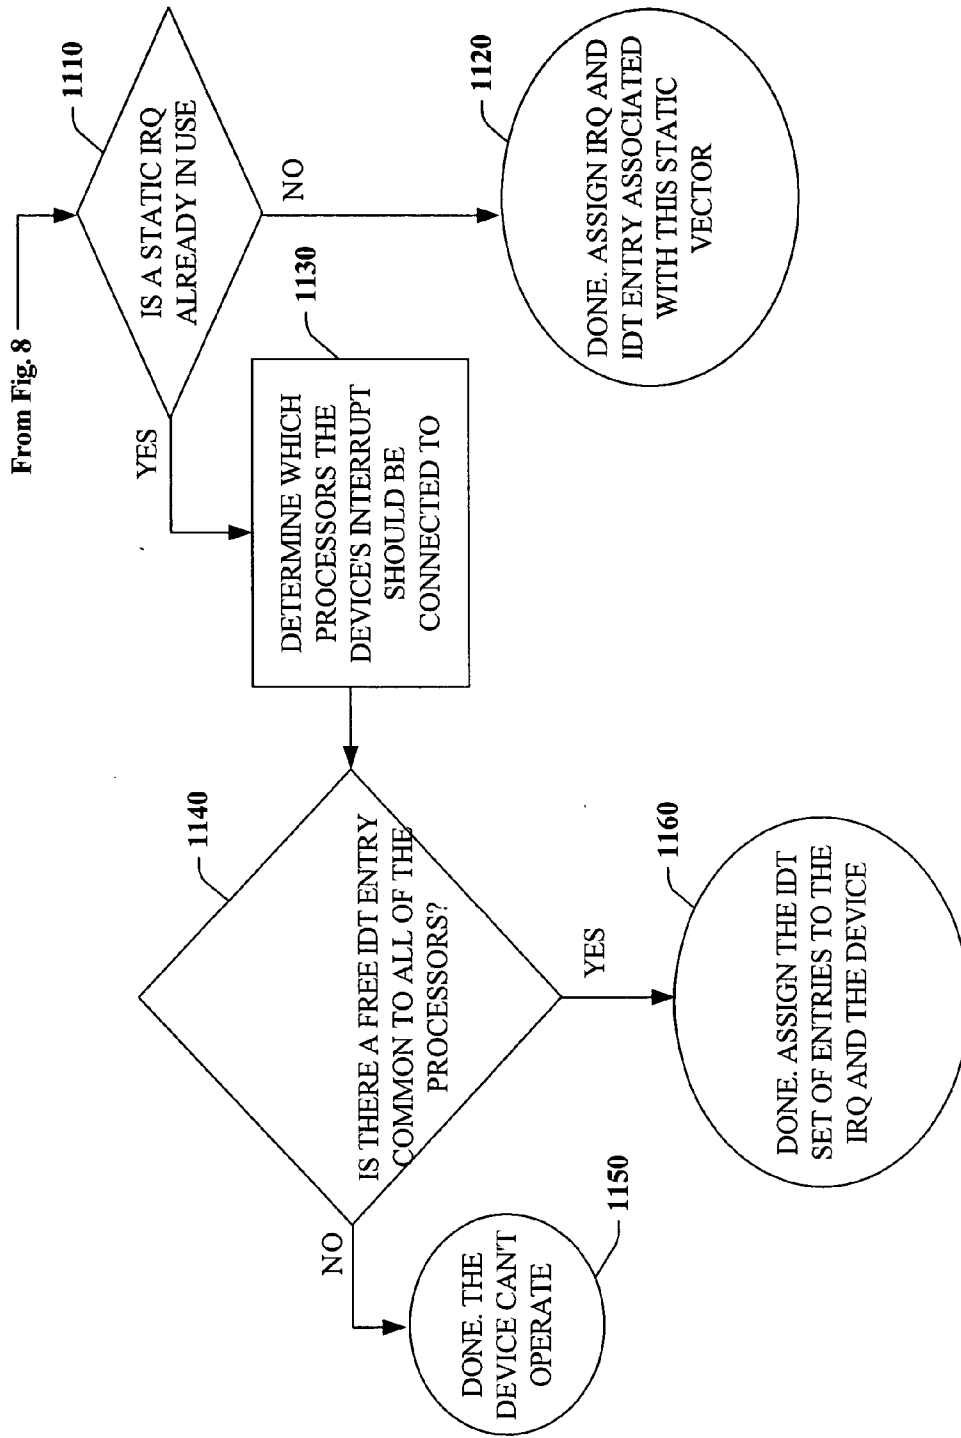 From Fig. 8
1110
IS A STATIC IRQ
ALREADY IN USE
NO
1120
DONE. ASSIGN IRQ AND
IDT ENTRY ASSOCIATED
WITH THIS STATIC
VECTOR
YES
1130
DETERMINE WHICH
PROCESSORS THE
DEVICE'S INTERRUPT
SHOULD BE
CONNECTED TO
1140
IS THERE A FREE IDT ENTRY
COMMON TO ALL OF THE
PROCESSORS?
YES
1160
DONE. ASSIGN THE IDT
SET OF ENTRIES TO THE
IRQ AND THE DEVICE
NO
1150
DONE. THE
DEVICE CAN'T
OPERATE